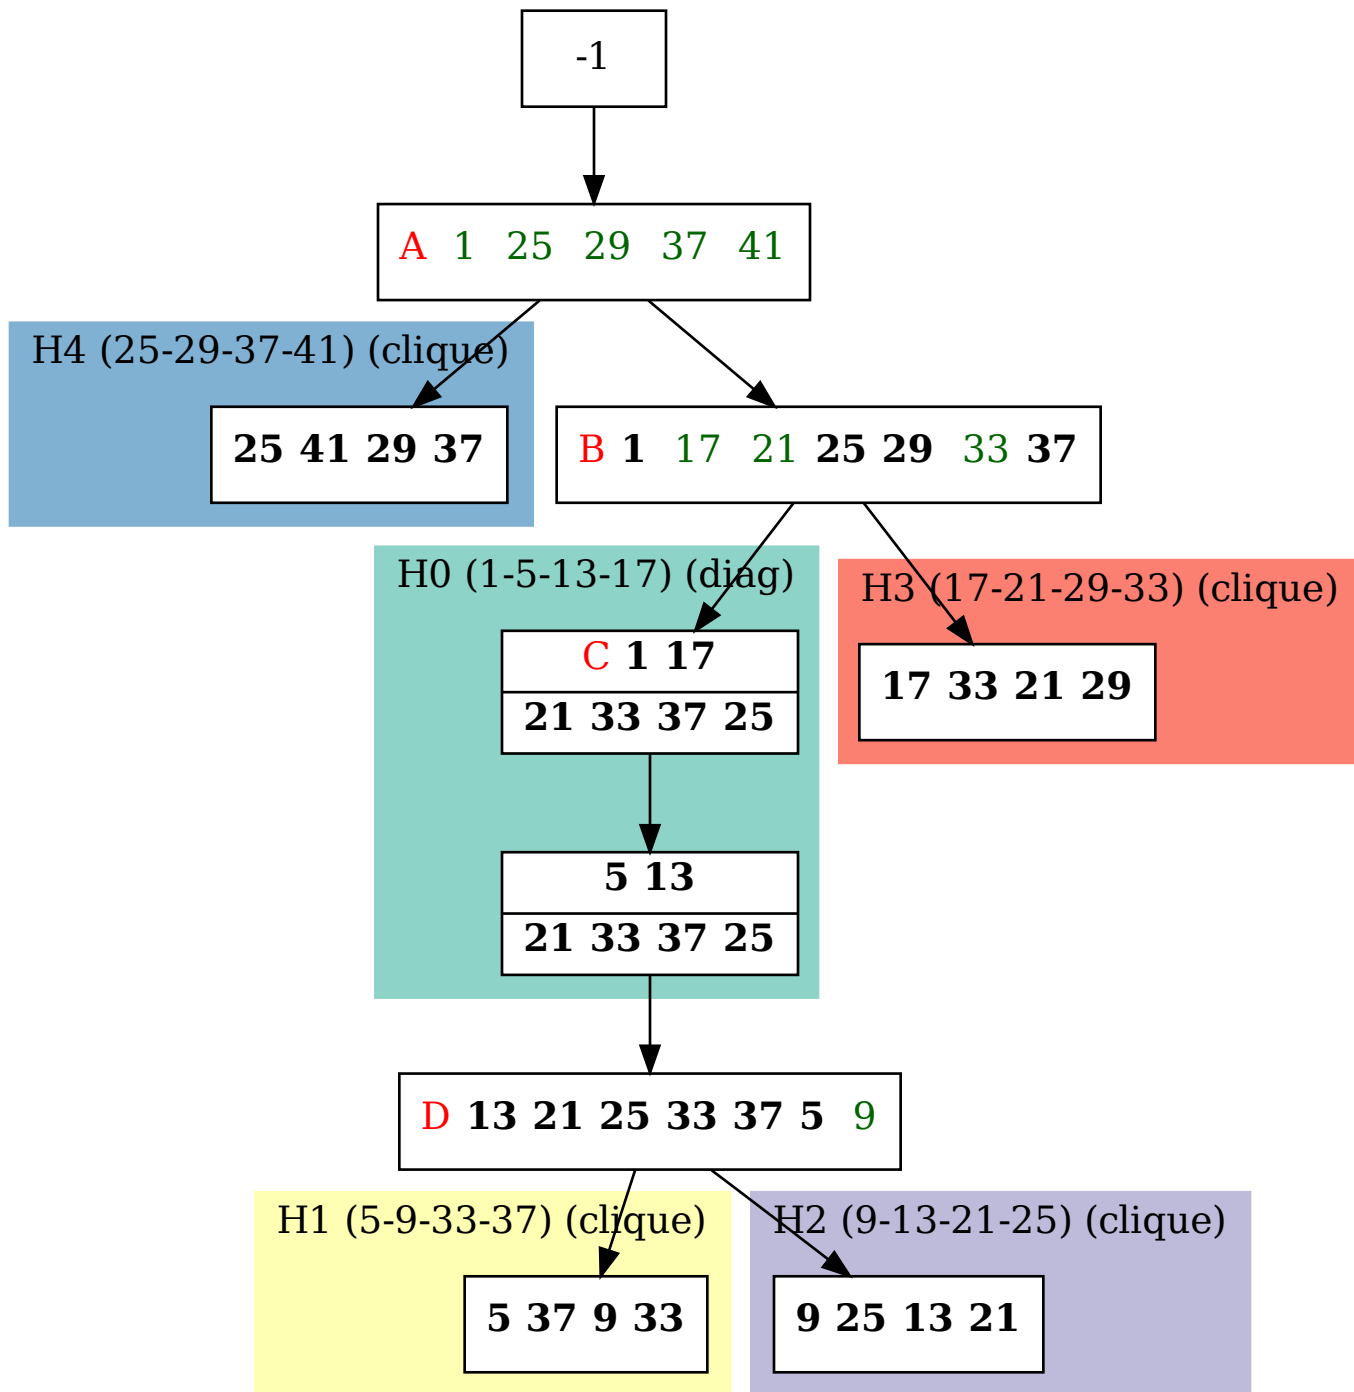 -1
A 1 25 29 37 41
H4 (25-29-37-41) (clique)
25 41 29 37
B 1 17 21 25 29 33 37
H0 (1-5-13-17) (diag)
C 1 17
21 33 37 25
H3 (17-21-29-33) (clique)
17 33 21 29
5 13
21 33 37 25
D 13 21 25 33 37 5 9
H1 (5-9-33-37) (clique)
5 37 9 33
H2 (9-13-21-25) (clique)
9 25 13 21